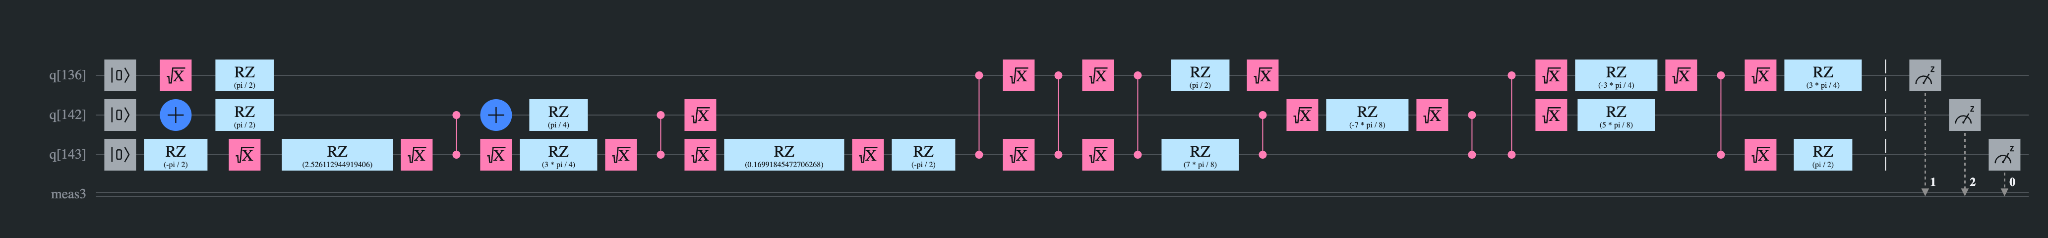 q[136] |0⟩ √X RZ (pi / 2) √X √X RZ (pi / 2) √X √X RZ (-3 * pi / 4) √X √X RZ (3 * pi / 4) z
q[142] |0⟩ + RZ (pi / 2) + RZ (pi / 4) √X √X RZ (-7 * pi / 8) √X √X RZ (5 * pi / 8) z
q[143] |0⟩ RZ (-pi / 2) √X RZ (2.526112944919406) √X √X RZ (3 * pi / 4) √X √X RZ (0.16991845472706268) √X RZ (-pi / 2) √X √X RZ (7 * pi / 8) √X RZ (pi / 2) z
meas3 1 2 0